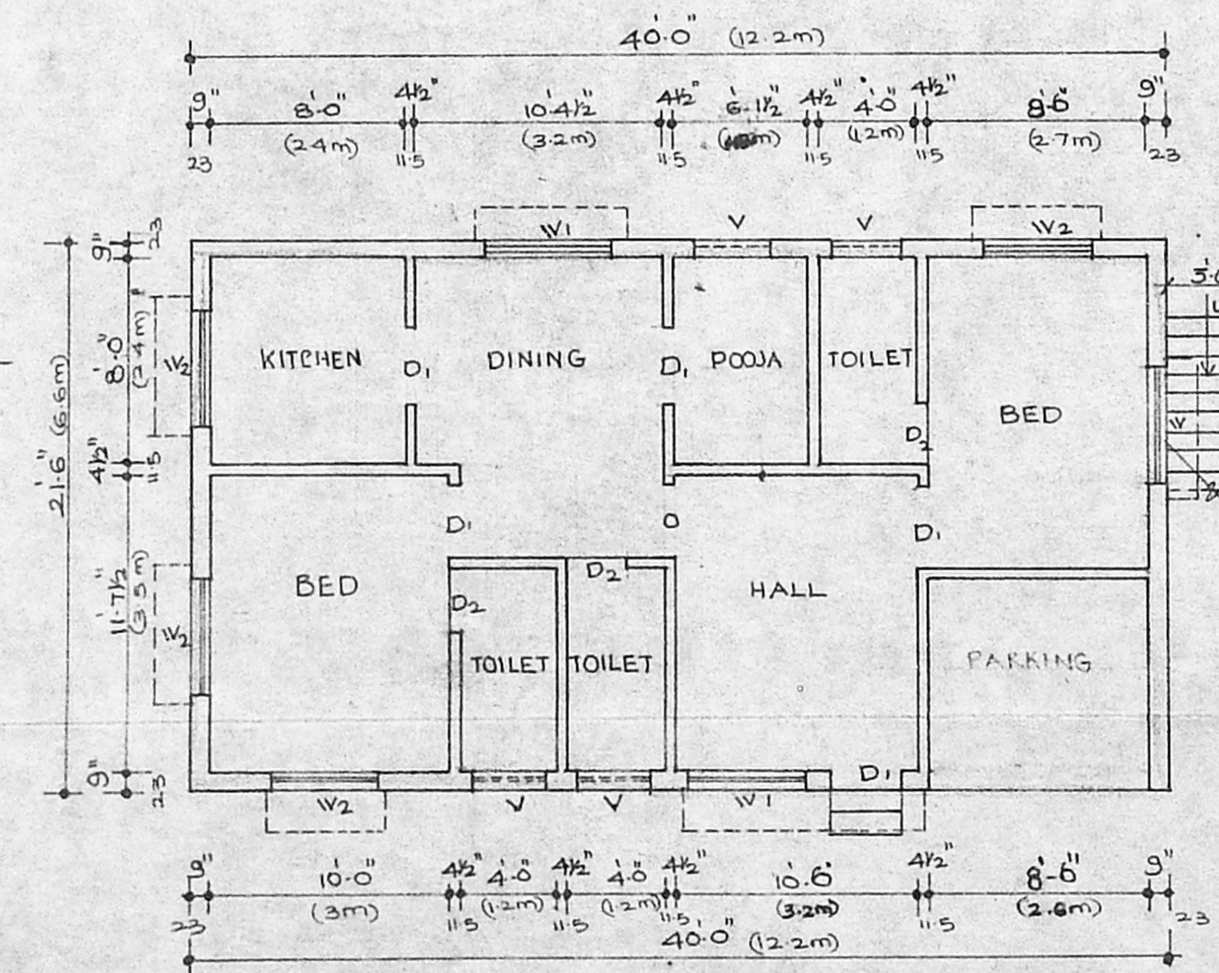 40'-0" (12.2m)
9" 8'-0" 4½" 10'-4½" 4½" 6'-1½" 4½" 4'-0" 4½" 8'-6" 9"
23 (2.4m) 11.5 (3.2m) 11.5 11.5 (1.2m) 11.5 (2.7m) 23
W1 V V W2
9" 23
21'-6" (6.6m)
8'-0" (2.4m)
4½" 11.5
11'-7½" (3.5m)
9" 23
W2 KITCHEN D1 DINING D1 POOJA TOILET D2 BED W
D1 O D1
W2 BED D2 D2 HALL
TOILET TOILET PARKING
D1
W2 V V W1
9" 10'-0" 4½" 4'-0" 4½" 4'-0" 4½" 10'-6" 4½" 8'-6" 9"
23 (3m) 11.5 (1.2m) 11.5 (1.2m) 11.5 (3.2m) 11.5 (2.6m) 23
40'-0" (12.2m)